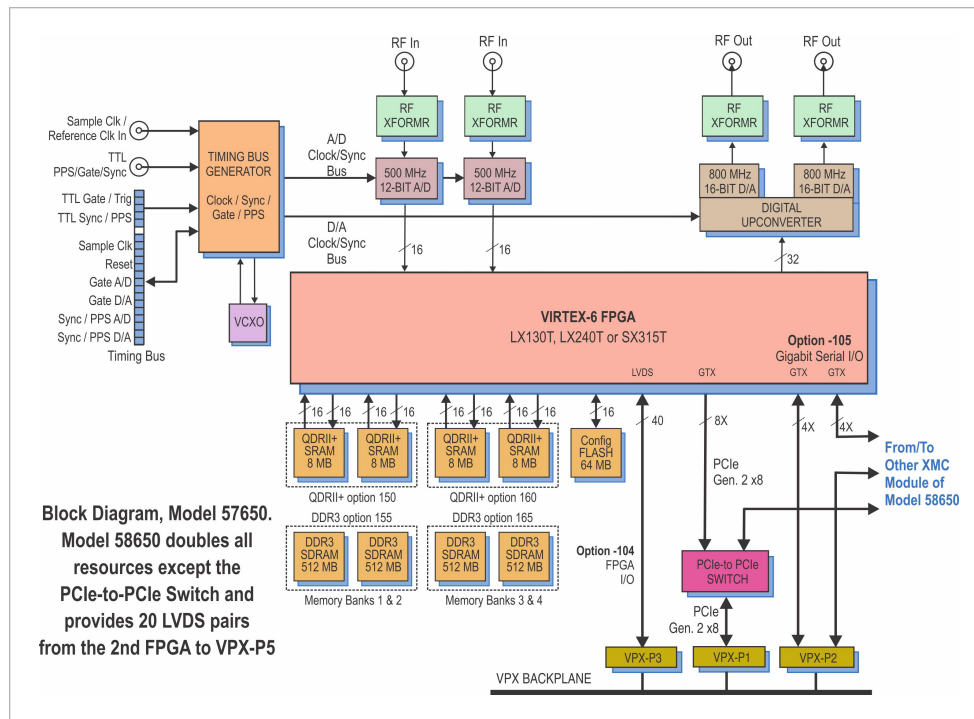 RF In
RF In
RF Out
RF Out
Sample Clk /
Reference Clk In
TTL
PPS/Gate/Sync
TTL Gate / Trig
TTL Sync / PPS
Sample Clk
Reset
Gate A/D
Gate D/A
Sync / PPS A/D
Sync / PPS D/A
Timing Bus
TIMING BUS
GENERATOR
Clock / Sync /
Gate / PPS
VCXO
A/D
Clock/Sync
Bus
D/A
Clock/Sync
Bus
RF
XFORMR
RF
XFORMR
RF
XFORMR
RF
XFORMR
500 MHz
12-BIT A/D
500 MHz
12-BIT A/D
800 MHz
16-BIT D/A
800 MHz
16-BIT D/A
DIGITAL
UPCONVERTER
16
16
32
VIRTEX-6 FPGA
LX130T, LX240T or SX315T
Option -105
Gigabit Serial I/O
LVDS
GTX
GTX
GTX
16
16
16
16
16
16
16
16
16
40
8X
4X
4X
QDRII+
SRAM
8 MB
QDRII+
SRAM
8 MB
QDRII+
SRAM
8 MB
QDRII+
SRAM
8 MB
Config
FLASH
64 MB
QDRII+ option 150
QDRII+ option 160
DDR3 option 155
DDR3 option 165
DDR3
SDRAM
512 MB
DDR3
SDRAM
512 MB
DDR3
SDRAM
512 MB
DDR3
SDRAM
512 MB
Memory Banks 1 & 2
Memory Banks 3 & 4
PCIe
Gen. 2 x8
From/To
Other XMC
Module of
Model 58650
Option -104
FPGA
I/O
PCIe-to PCIe
SWITCH
PCIe
Gen. 2 x8
VPX-P3
VPX-P1
VPX-P2
VPX BACKPLANE
Block Diagram, Model 57650.
Model 58650 doubles all
resources except the
PCIe-to-PCIe Switch and
provides 20 LVDS pairs
from the 2nd FPGA to VPX-P5